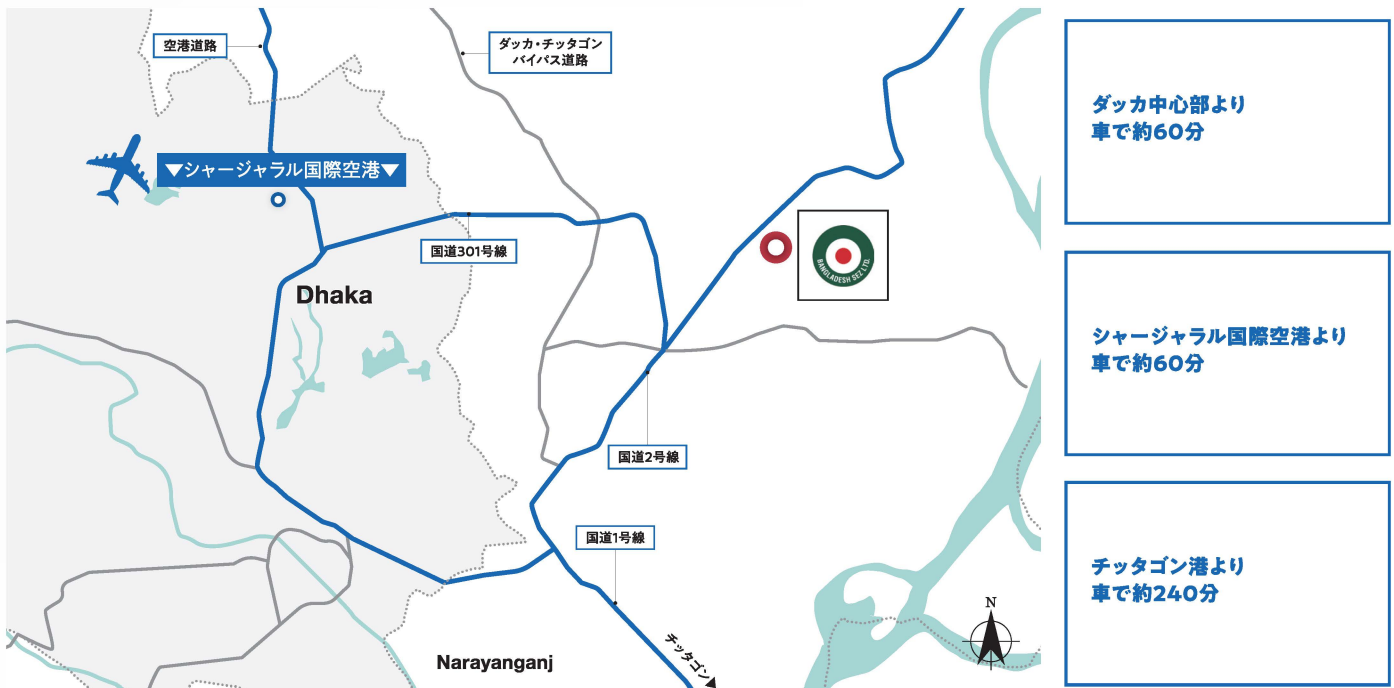 空港道路
ダッカ・チッタゴン
バイパス道路
▼シャージャラル国際空港▼
国道301号線
Dhaka
BANGLADESH SEZ LTD.
国道2号線
国道1号線
チッタゴン
Narayanganj
N
ダッカ中心部より
車で約60分
シャージャラル国際空港より
車で約60分
チッタゴン港より
車で約240分